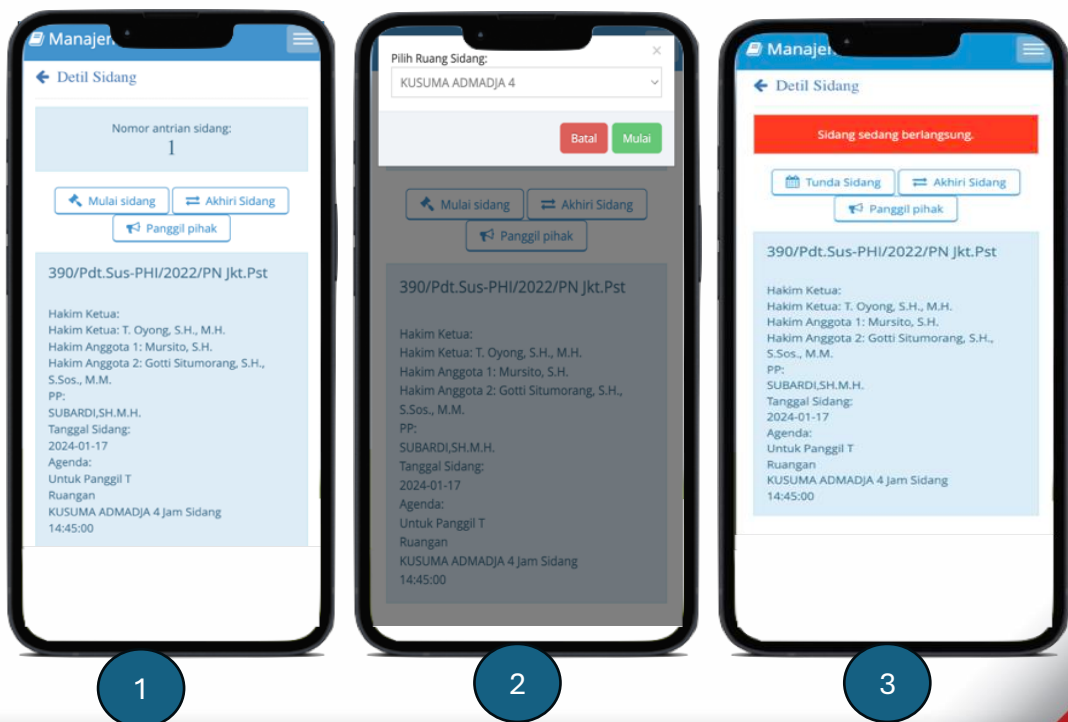 Manajer
Detil Sidang
Nomor antrian sidang:
1
Mulai sidang
Akhiri Sidang
Panggil pihak
390/Pdt.Sus-PHI/2022/PN Jkt.Pst
Hakim Ketua:
Hakim Ketua: T. Oyong, S.H., M.H.
Hakim Anggota 1: Mursito, S.H.
Hakim Anggota 2: Gotti Situmorang, S.H.,
S.Sos., M.M.
PP:
SUBARDI,SH.M.H.
Tanggal Sidang:
2024-01-17
Agenda:
Untuk Panggil T
Ruangan
KUSUMA ADMADJA 4 Jam Sidang
14:45:00
1
Pilih Ruang Sidang:
×
KUSUMA ADMADJA 4
Batal
Mulai
Mulai sidang
Akhiri Sidang
Panggil pihak
390/Pdt.Sus-PHI/2022/PN Jkt.Pst
Hakim Ketua:
Hakim Ketua: T. Oyong, S.H., M.H.
Hakim Anggota 1: Mursito, S.H.
Hakim Anggota 2: Gotti Situmorang, S.H.,
S.Sos., M.M.
PP:
SUBARDI,SH.M.H.
Tanggal Sidang:
2024-01-17
Agenda:
Untuk Panggil T
Ruangan
KUSUMA ADMADJA 4 Jam Sidang
14:45:00
2
Detil Sidang
Sidang sedang berlangsung.
Tunda Sidang
Akhiri Sidang
Panggil pihak
390/Pdt.Sus-PHI/2022/PN Jkt.Pst
Hakim Ketua:
Hakim Ketua: T. Oyong, S.H., M.H.
Hakim Anggota 1: Mursito, S.H.
Hakim Anggota 2: Gotti Situmorang, S.H.,
S.Sos., M.M.
PP:
SUBARDI,SH.M.H.
Tanggal Sidang:
2024-01-17
Agenda:
Untuk Panggil T
Ruangan
KUSUMA ADMADJA 4 Jam Sidang
14:45:00
3